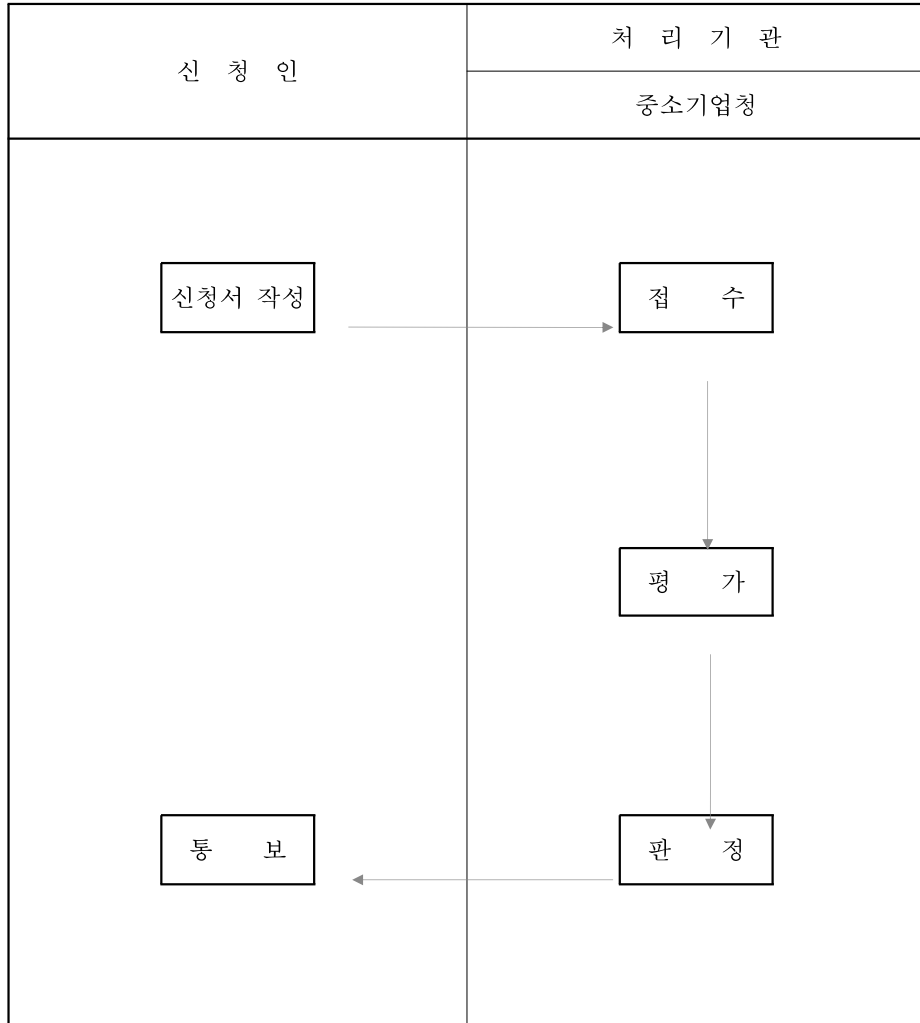 신 청 인
처 리 기 관
중소기업청
신청서 작성
접 수
평 가
통 보
판 정